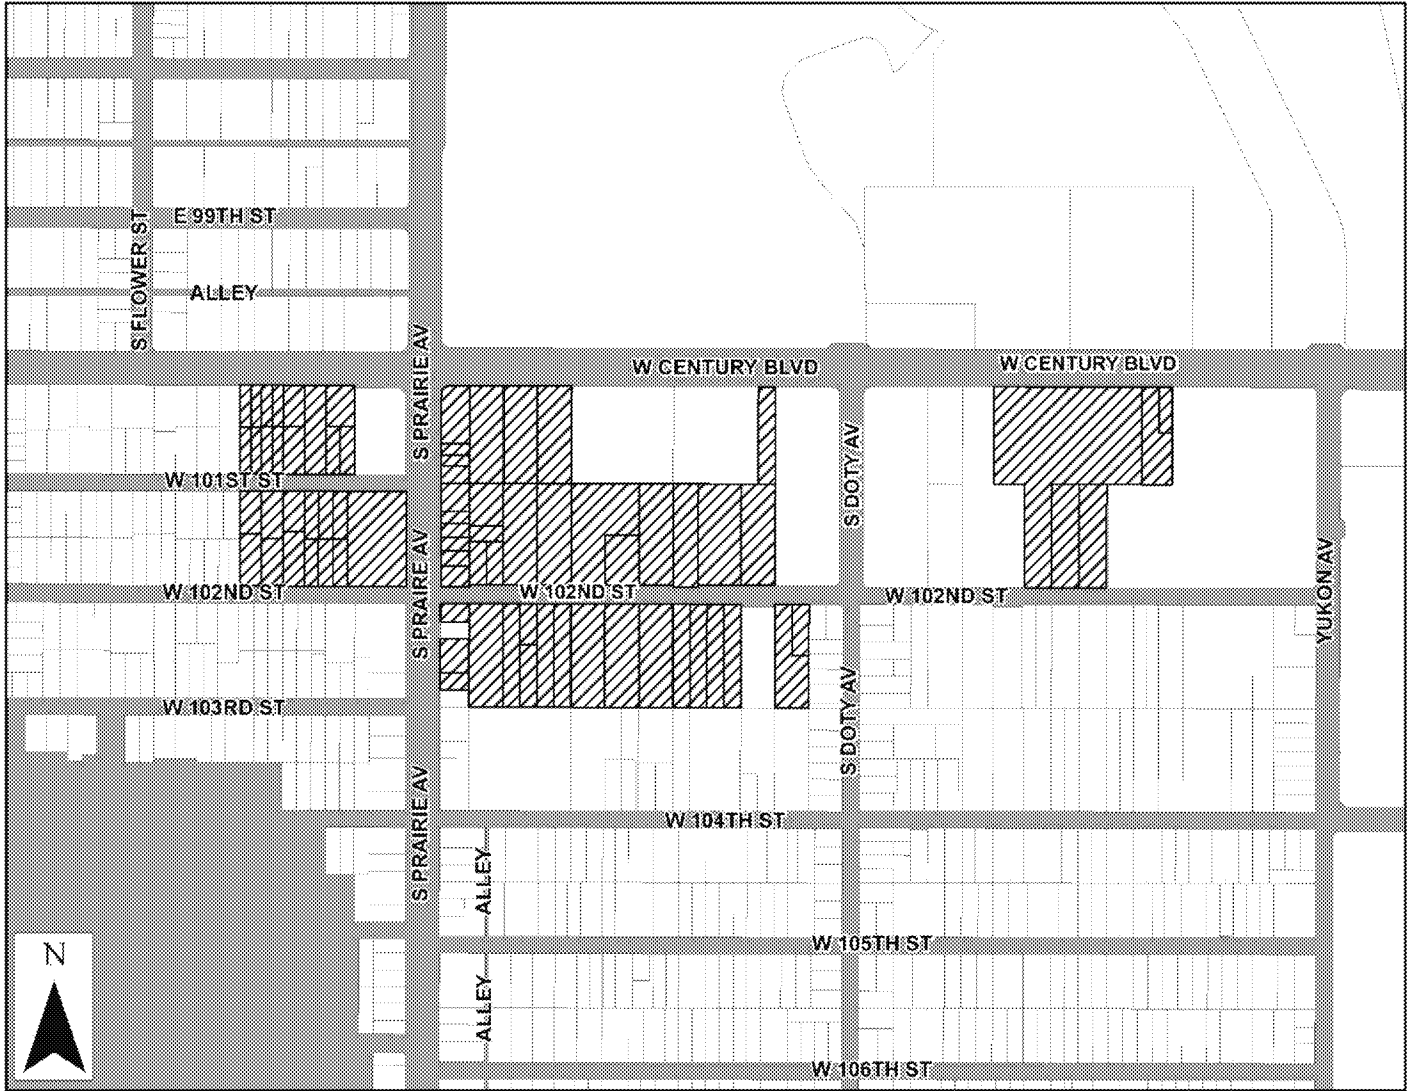 E 99TH ST
S FLOWER ST
ALLEY
S PRAIRIE AV
W CENTURY BLVD
W CENTURY BLVD
W 101ST ST
S DOTY AV
S PRAIRE AV
W 102ND ST
W 102ND ST
W 102ND ST
YUKON AV
W 103RD ST
S DOTY AV
S PRAIRIE AV
W 104TH ST
ALLEY
W 105TH ST
N
ALLEY
W 106TH ST